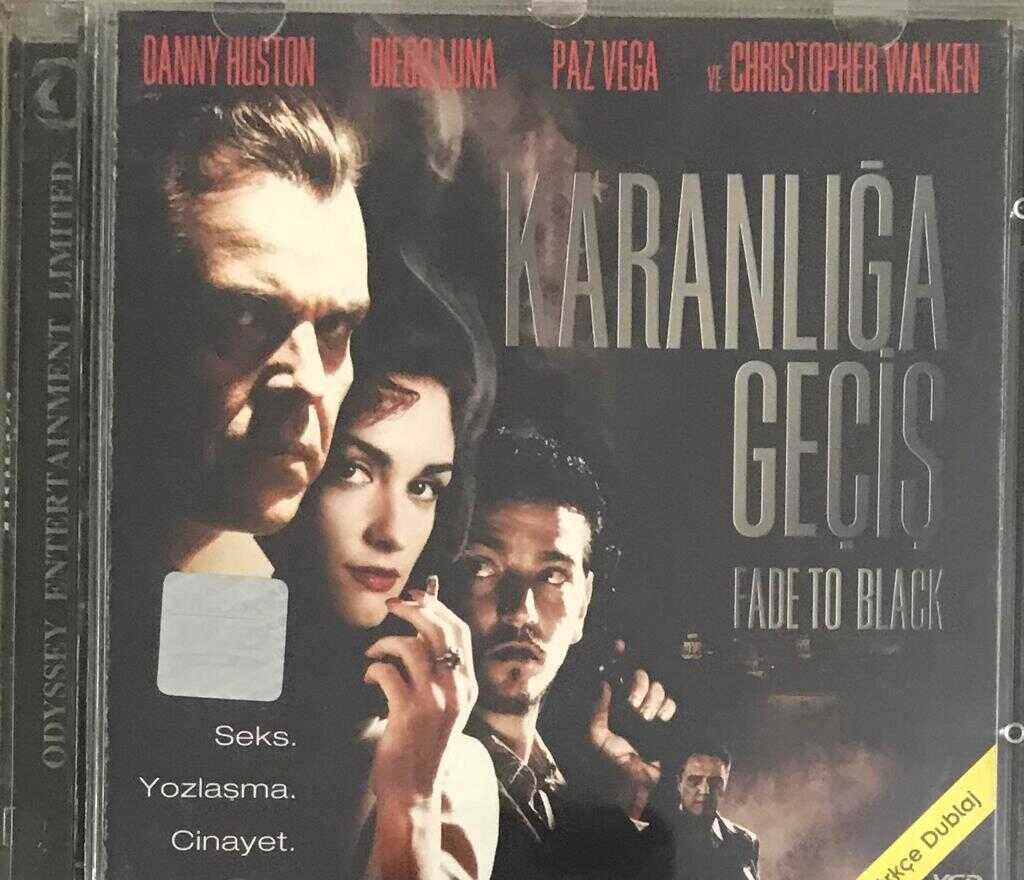 DANNY HUSTON DIEGO LUNA PAZ VEGA VE CHRISTOPHER WALKEN
KARANLIĞA
GEÇİŞ
FADE TO BLACK
Seks.
Yozlaşma.
Cinayet.
Dublaj
ODYSSEY ENTERTAINMENT LIMITED